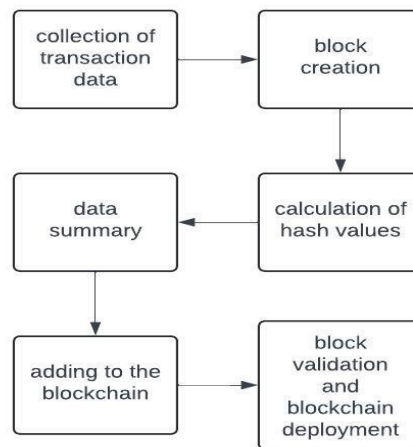 collection of
transaction
data
block
creation
calculation of
hash values
data
summary
adding to the
blockchain
block
validation
and
blockchain
deployment